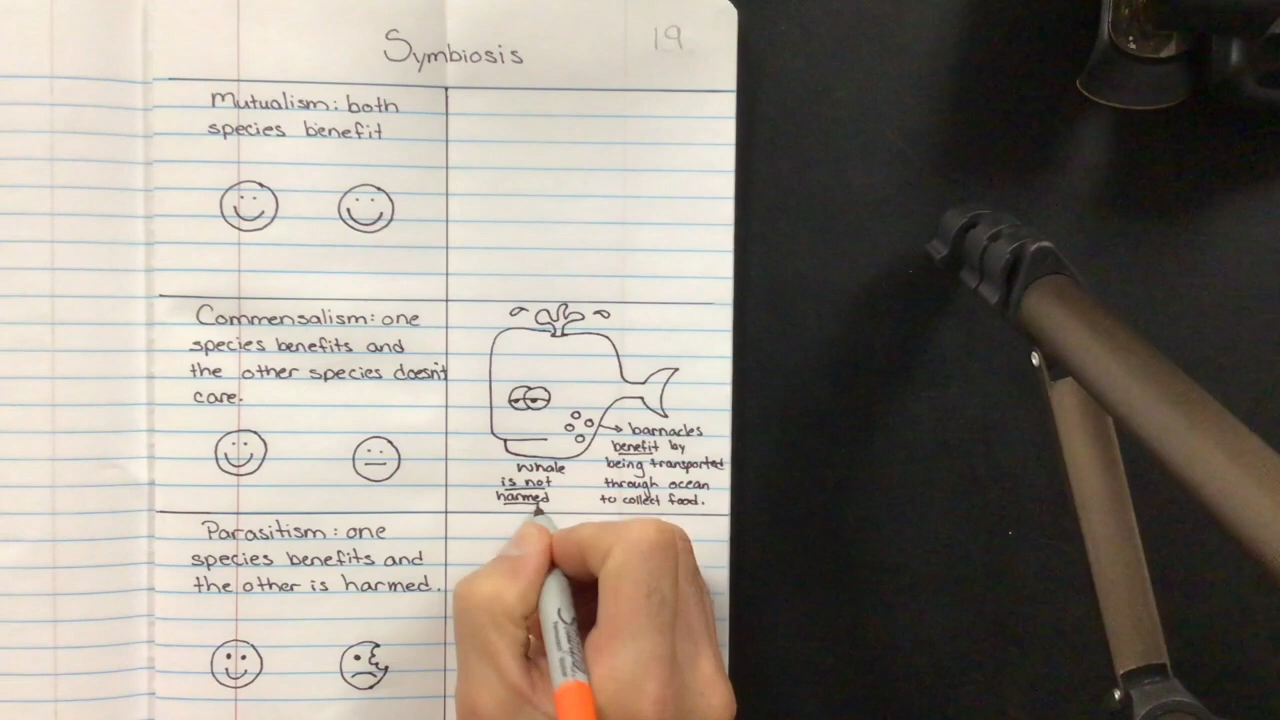 Symbiosis
19
Mutualism: both
species benefit
Commensalism: one
species benefits and
the other species doesn't
care.
barnacles
benefit by
being transported
through ocean
to collect food.
whale
is not
harmed
Parasitism: one
species benefits and
the other is harmed.
Sharpie